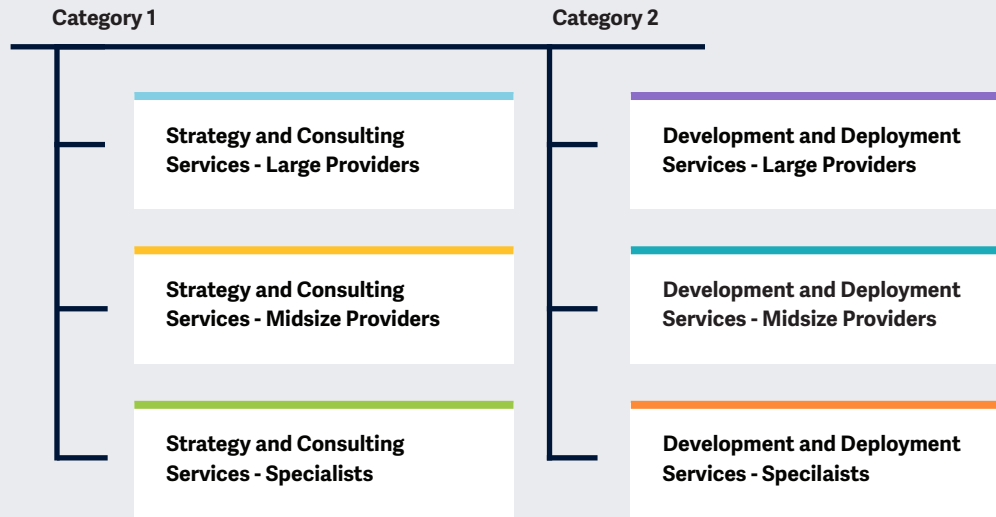 Category 1
Category 2
Strategy and Consulting
Services - Large Providers
Development and Deployment
Services - Large Providers
Strategy and Consulting
Services - Midsize Providers
Development and Deployment
Services - Midsize Providers
Strategy and Consulting
Services - Specialists
Development and Deployment
Services - Specilaists